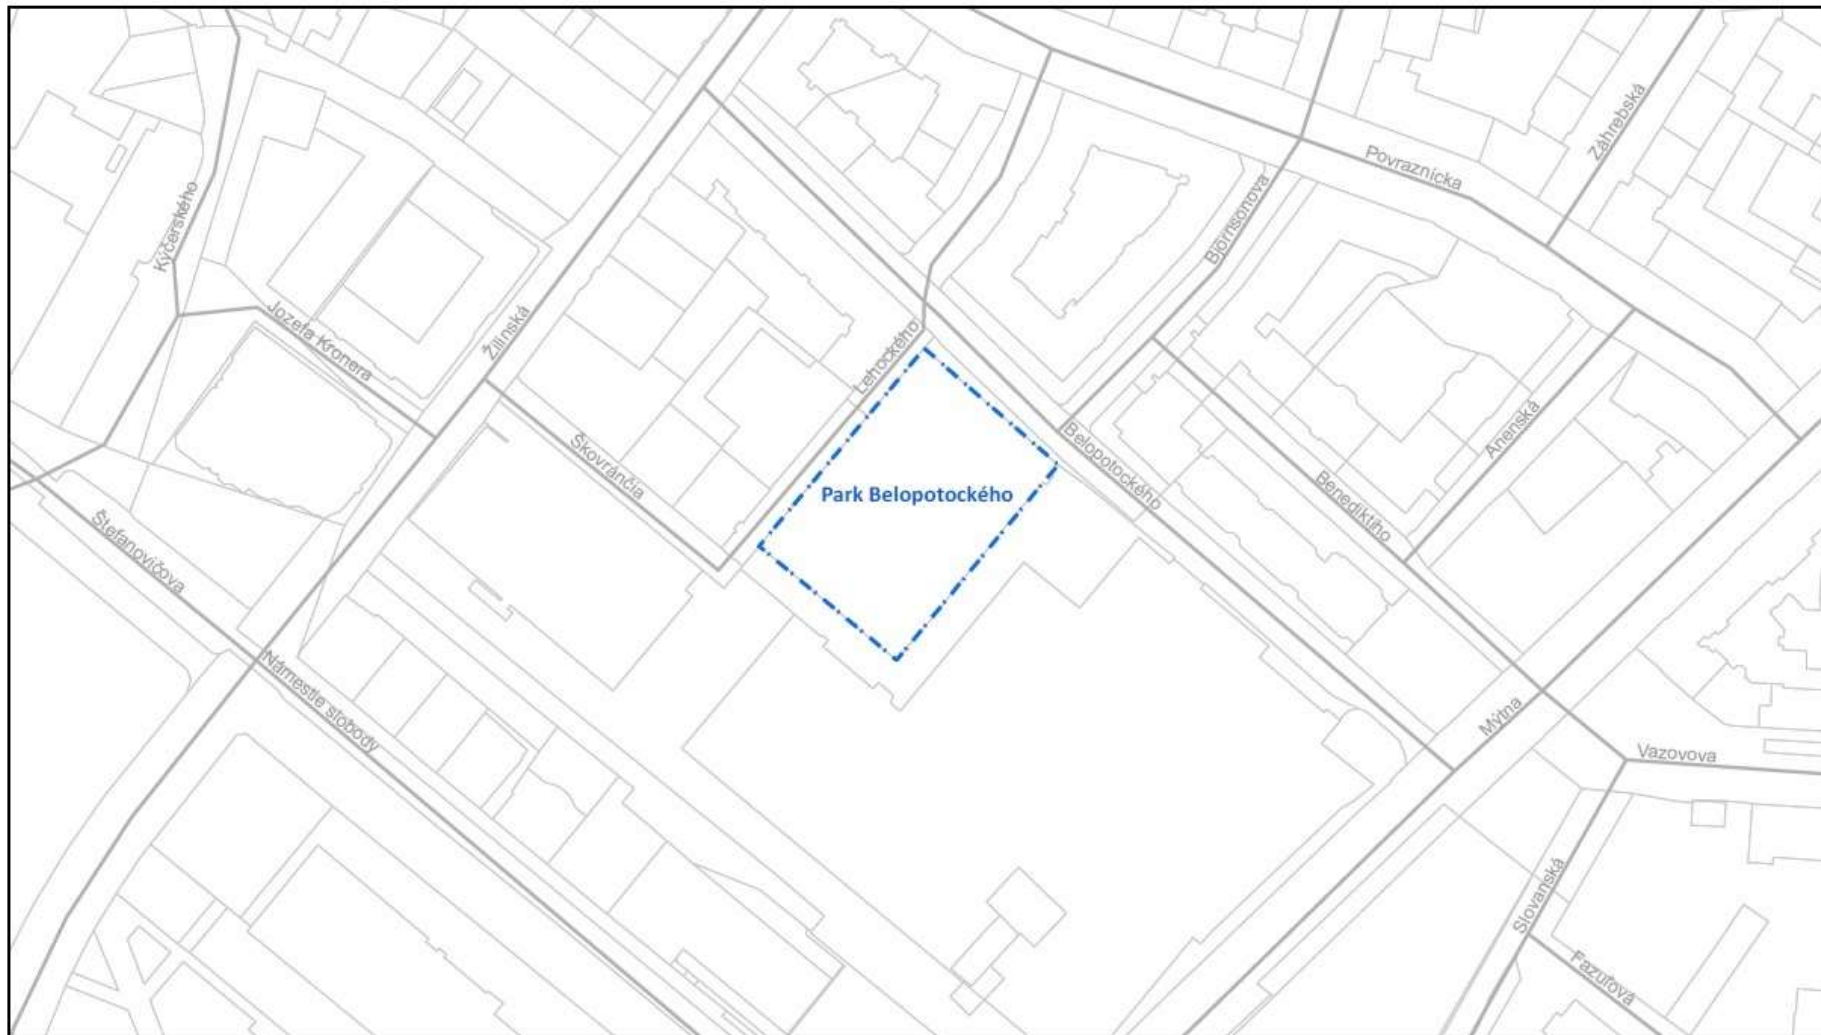 Záhrebská
Povraznícka
Björnsonova
Kýčerského
Jozefa Kronera
Žilinská
Lehockého
Škovránčia
Belopotockého
Anenská
Benediktiho
Park Belopotockého
Štefanovičova
Námestie slobody
Mýtna
Vazovova
Slovanská
Fazuľová